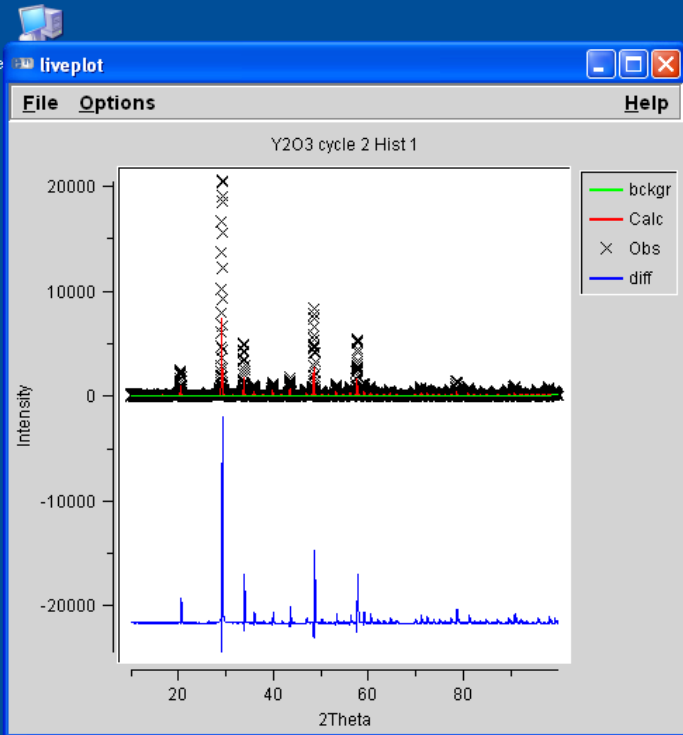 e
liveplot
File Options Help
Y2O3 cycle 2 Hist 1
bckgr
Calc
Obs
diff
20000
10000
0
-10000
-20000
Intensity
20 40 60 80
2Theta